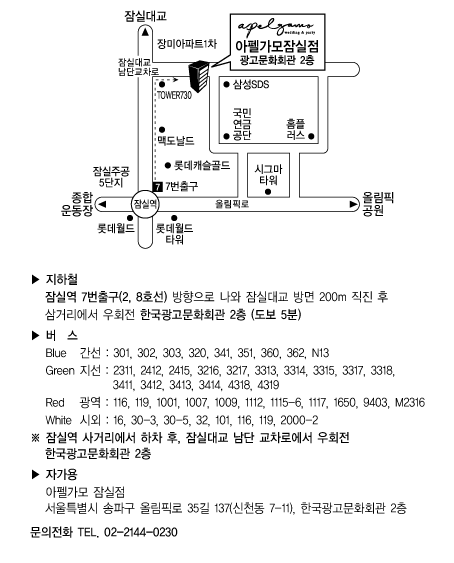 잠실대교
장미아파트1차
apelgamo
wedding & party
아펠가모잠실점
광고문화회관 2층
잠실대교
남단교차로
TOWER730
삼성SDS
국민
연금
공단
홈플
러스
맥도날드
롯데캐슬골드
시그마
타워
잠실주공
5단지
7 7번출구
종합
운동장
잠실역
올림픽로
올림픽
공원
롯데월드
롯데월드
타워
▶ 지하철
잠실역 7번출구(2, 8호선) 방향으로 나와 잠실대교 방면 200m 직진 후
삼거리에서 우회전 한국광고문화회관 2층 (도보 5분)
▶ 버 스
Blue 간선 : 301, 302, 303, 320, 341, 351, 360, 362, N13
Green 지선 : 2311, 2412, 2415, 3216, 3217, 3313, 3314, 3315, 3317, 3318,
3411, 3412, 3413, 3414, 4318, 4319
Red 광역 : 116, 119, 1001, 1007, 1009, 1112, 1115-6, 1117, 1650, 9403, M2316
White 시외 : 16, 30-3, 30-5, 32, 101, 116, 119, 2000-2
※ 잠실역 사거리에서 하차 후, 잠실대교 남단 교차로에서 우회전
한국광고문화회관 2층
▶ 자가용
아펠가모 잠실점
서울특별시 송파구 올림픽로 35길 137(신천동 7-11), 한국광고문화회관 2층
문의전화 TEL. 02-2144-0230